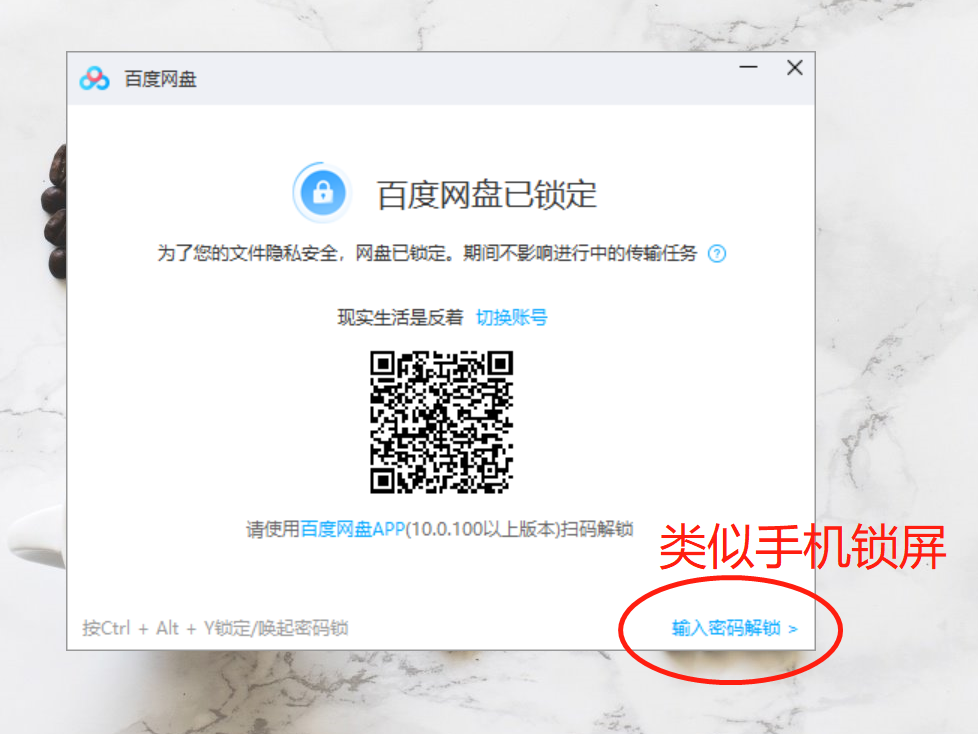 百度网盘
百度网盘已锁定
为了您的文件隐私安全，网盘已锁定。期间不影响进行中的传输任务 ?
现实生活是反着 切换账号
请使用百度网盘APP(10.0.100以上版本)扫码解锁
类似手机锁屏
按Ctrl + Alt + Y锁定/唤起密码锁
输入密码解锁 >